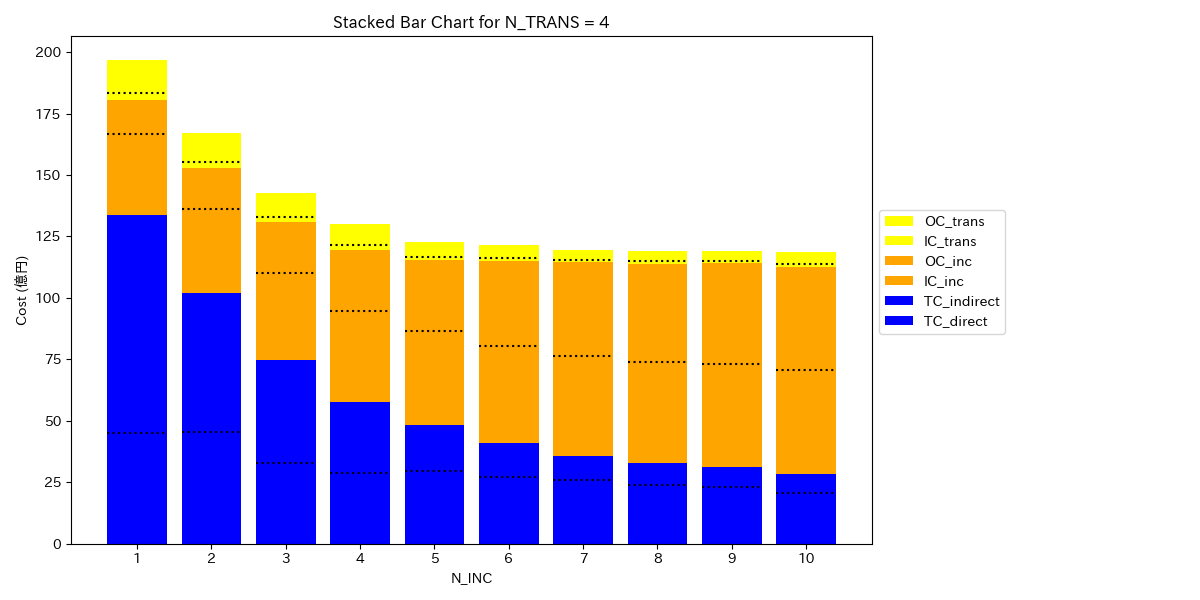 Stacked Bar Chart for N_TRANS = 4
Cost (億円)
200
175
150
125
100
75
50
25
0
1 2 3 4 5 6 7 8 9 10
N_INC
OC_trans
IC_trans
OC_inc
IC_inc
TC_indirect
TC_direct